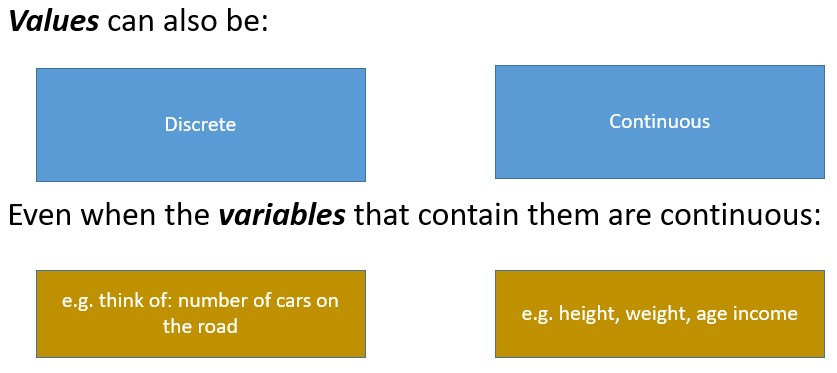 Values can also be:
Discrete
Continuous
Even when the variables that contain them are continuous:
e.g. think of: number of cars on
the road
e.g. height, weight, age income